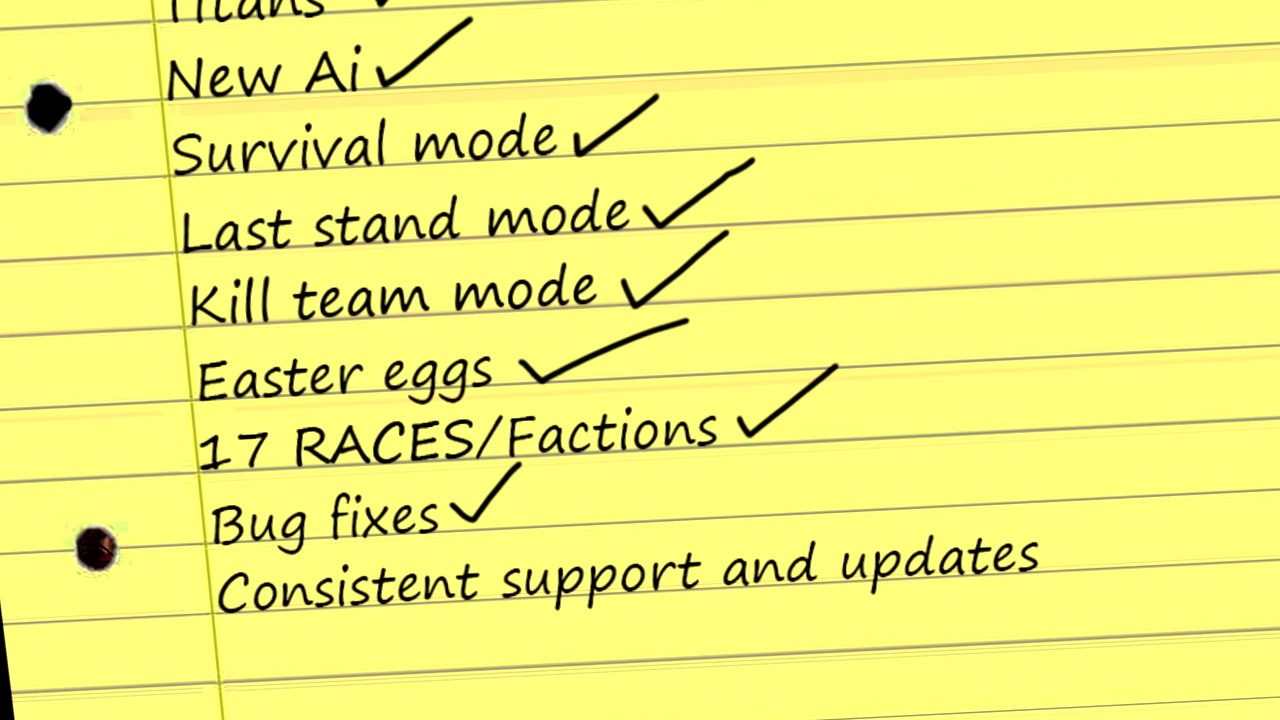 Titans ✓
New Ai ✓
Survival mode ✓
Last stand mode ✓
Kill team mode ✓
Easter eggs ✓
17 RACES/Factions ✓
Bug fixes ✓
Consistent support and updates